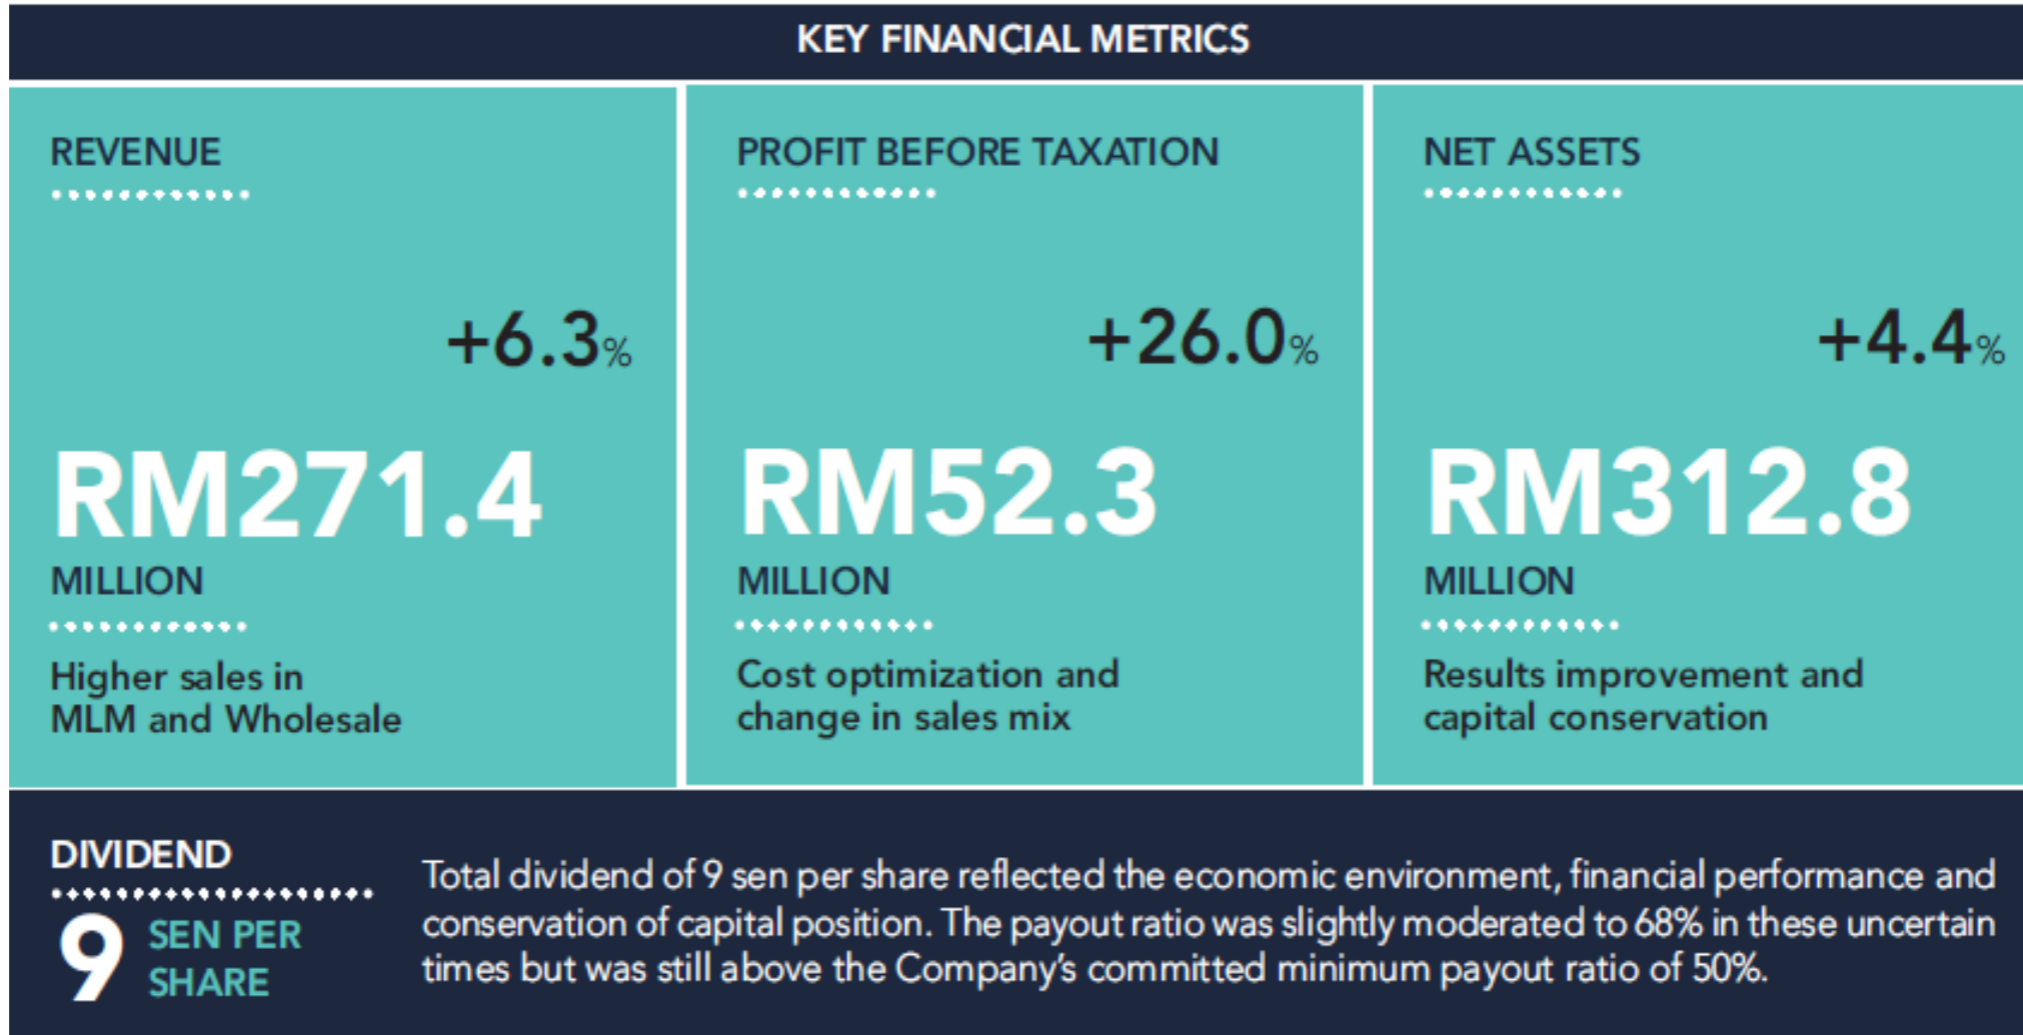 KEY FINANCIAL METRICS
REVENUE
+6.3%
RM271.4
MILLION
Higher sales in
MLM and Wholesale
PROFIT BEFORE TAXATION
+26.0%
RM52.3
MILLION
Cost optimization and
change in sales mix
NET ASSETS
+4.4%
RM312.8
MILLION
Results improvement and
capital conservation
DIVIDEND
9 SEN PER
SHARE
Total dividend of 9 sen per share reflected the economic environment, financial performance and
conservation of capital position. The payout ratio was slightly moderated to 68% in these uncertain
times but was still above the Company's committed minimum payout ratio of 50%.